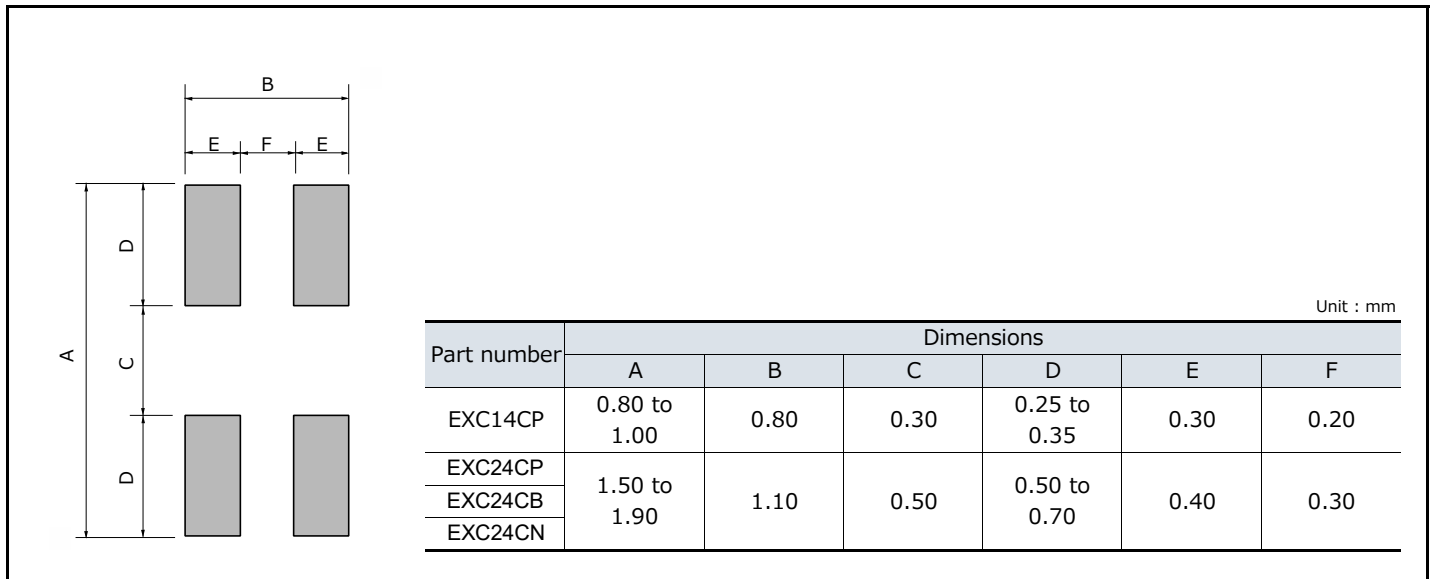 B
E F E
D
A
C
D
Unit : mm
Part number Dimensions
A B C D E F
EXC14CP 0.80 to 1.00 0.80 0.30 0.25 to 0.35 0.30 0.20
EXC24CP
EXC24CB
EXC24CN
1.50 to 1.90 1.10 0.50 0.50 to 0.70 0.40 0.30